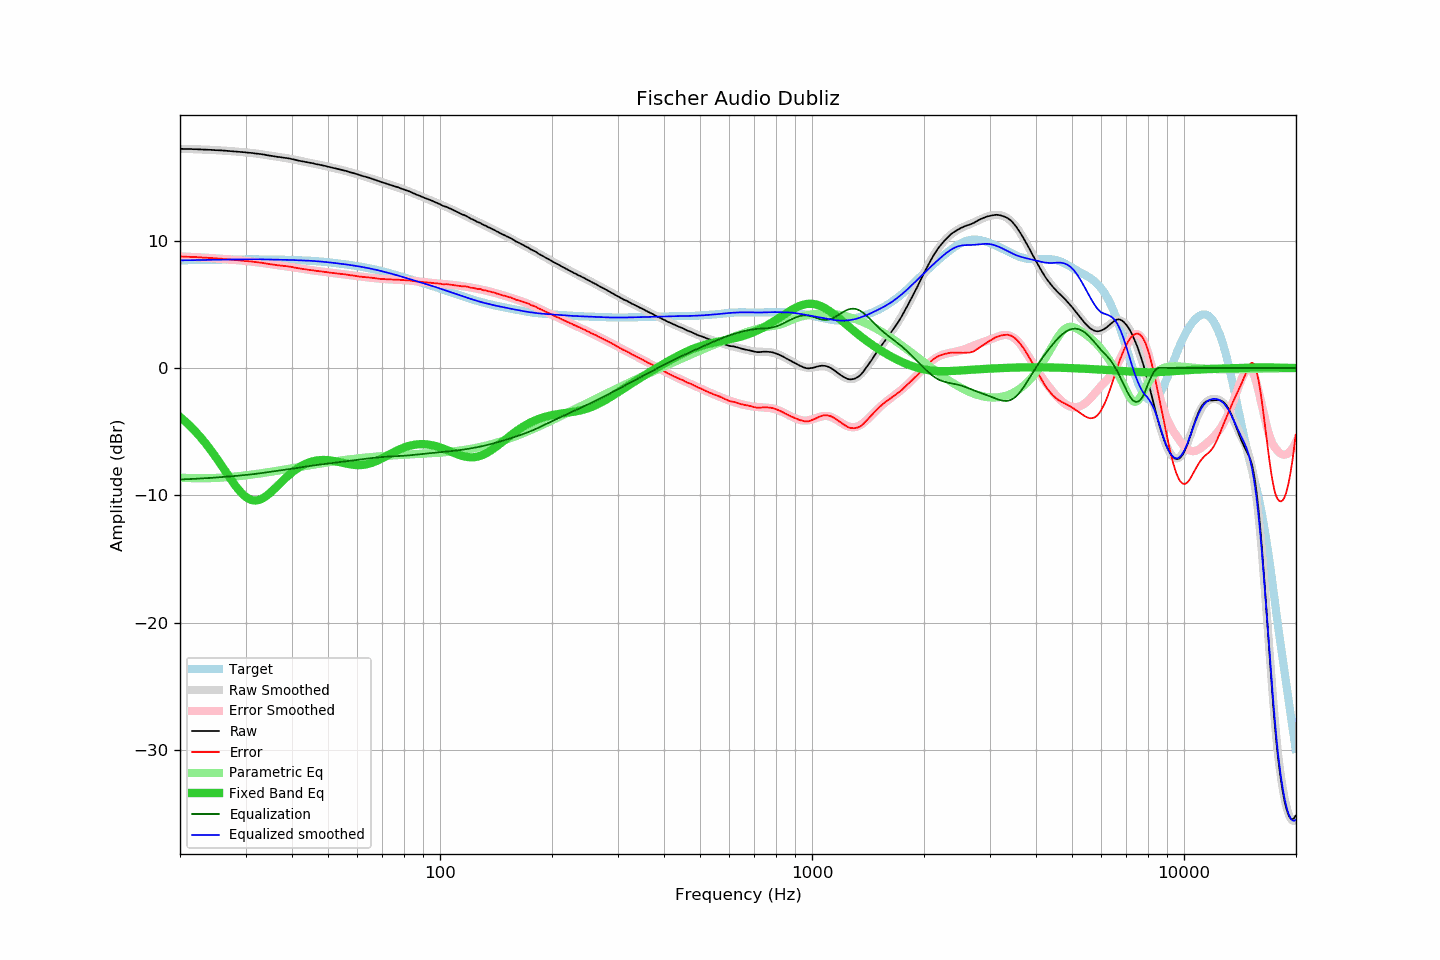 Fischer Audio Dubliz
Amplitude (dBr)
10
0
−10
−20
−30
Target
Raw Smoothed
Error Smoothed
Raw
Error
Parametric Eq
Fixed Band Eq
Equalization
Equalized smoothed
100
1000
10000
Frequency (Hz)